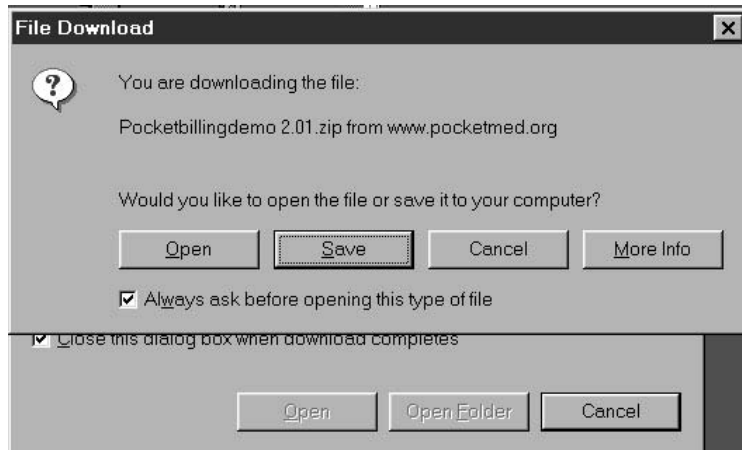 File Download
You are downloading the file:
Pocketbillingdemo 2.01.zip from www.pocketmed.org
Would you like to open the file or save it to your computer?
Open Save Cancel More Info
Always ask before opening this type of file
Close this dialog box when download completes
Open Open Folder Cancel